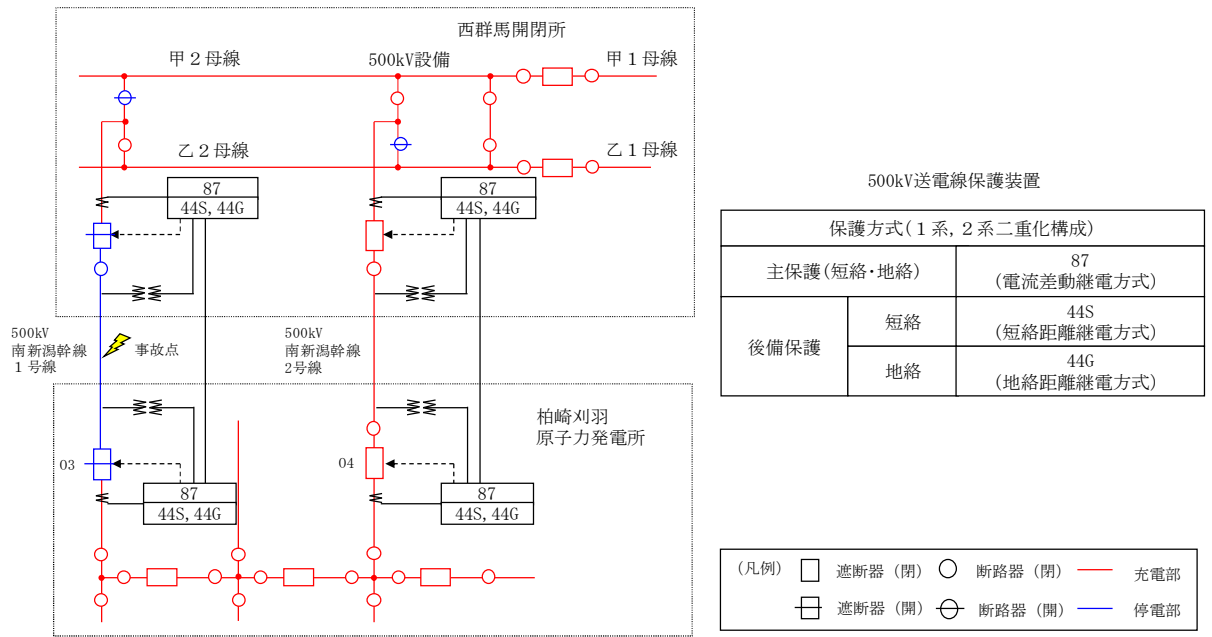 西群馬開閉所
甲２母線
500kV設備
甲１母線
乙２母線
乙１母線
87
44S, 44G
87
44S, 44G
500kV
南新潟幹線
１号線
事故点
500kV
南新潟幹線
2号線
柏崎刈羽
原子力発電所
03
04
87
44S, 44G
87
44S, 44G
500kV送電線保護装置
保護方式(１系, ２系二重化構成)
主保護(短絡・地絡)
87
(電流差動継電方式)
後備保護
短絡
44S
(短絡距離継電方式)
地絡
44G
(地絡距離継電方式)
(凡例)
遮断器（閉）
断路器（閉）
充電部
遮断器（開）
断路器（開）
停電部